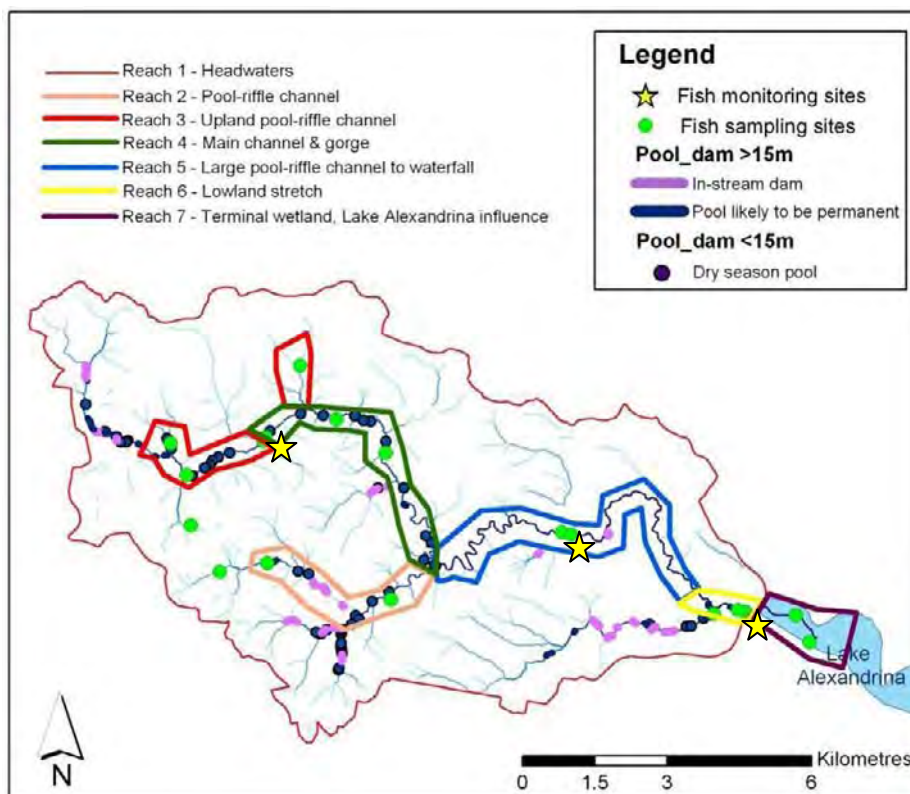 Reach 1 - Headwaters
Reach 2 - Pool-riffle channel
Reach 3 - Upland pool-riffle channel
Reach 4 - Main channel & gorge
Reach 5 - Large pool-riffle channel to waterfall
Reach 6 - Lowland stretch
Reach 7 - Terminal wetland, Lake Alexandrina influence
Legend
Fish monitoring sites
Fish sampling sites
Pool_dam >15m
In-stream dam
Pool likely to be permanent
Pool_dam <15m
Dry season pool
Lake
Alexandrina
N
Kilometres
0 1.5 3 6